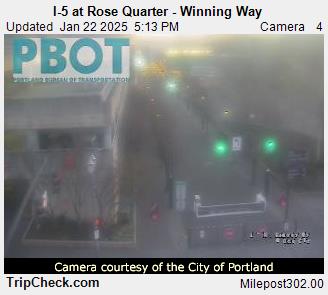 I-5 at Rose Quarter - Winning Way
Updated Jan 22 2025 5:13 PM Camera 4
PBOT
PORTLAND BUREAU OF TRANSPORTATION
Camera courtesy of the City of Portland
TripCheck.com Milepost302.00